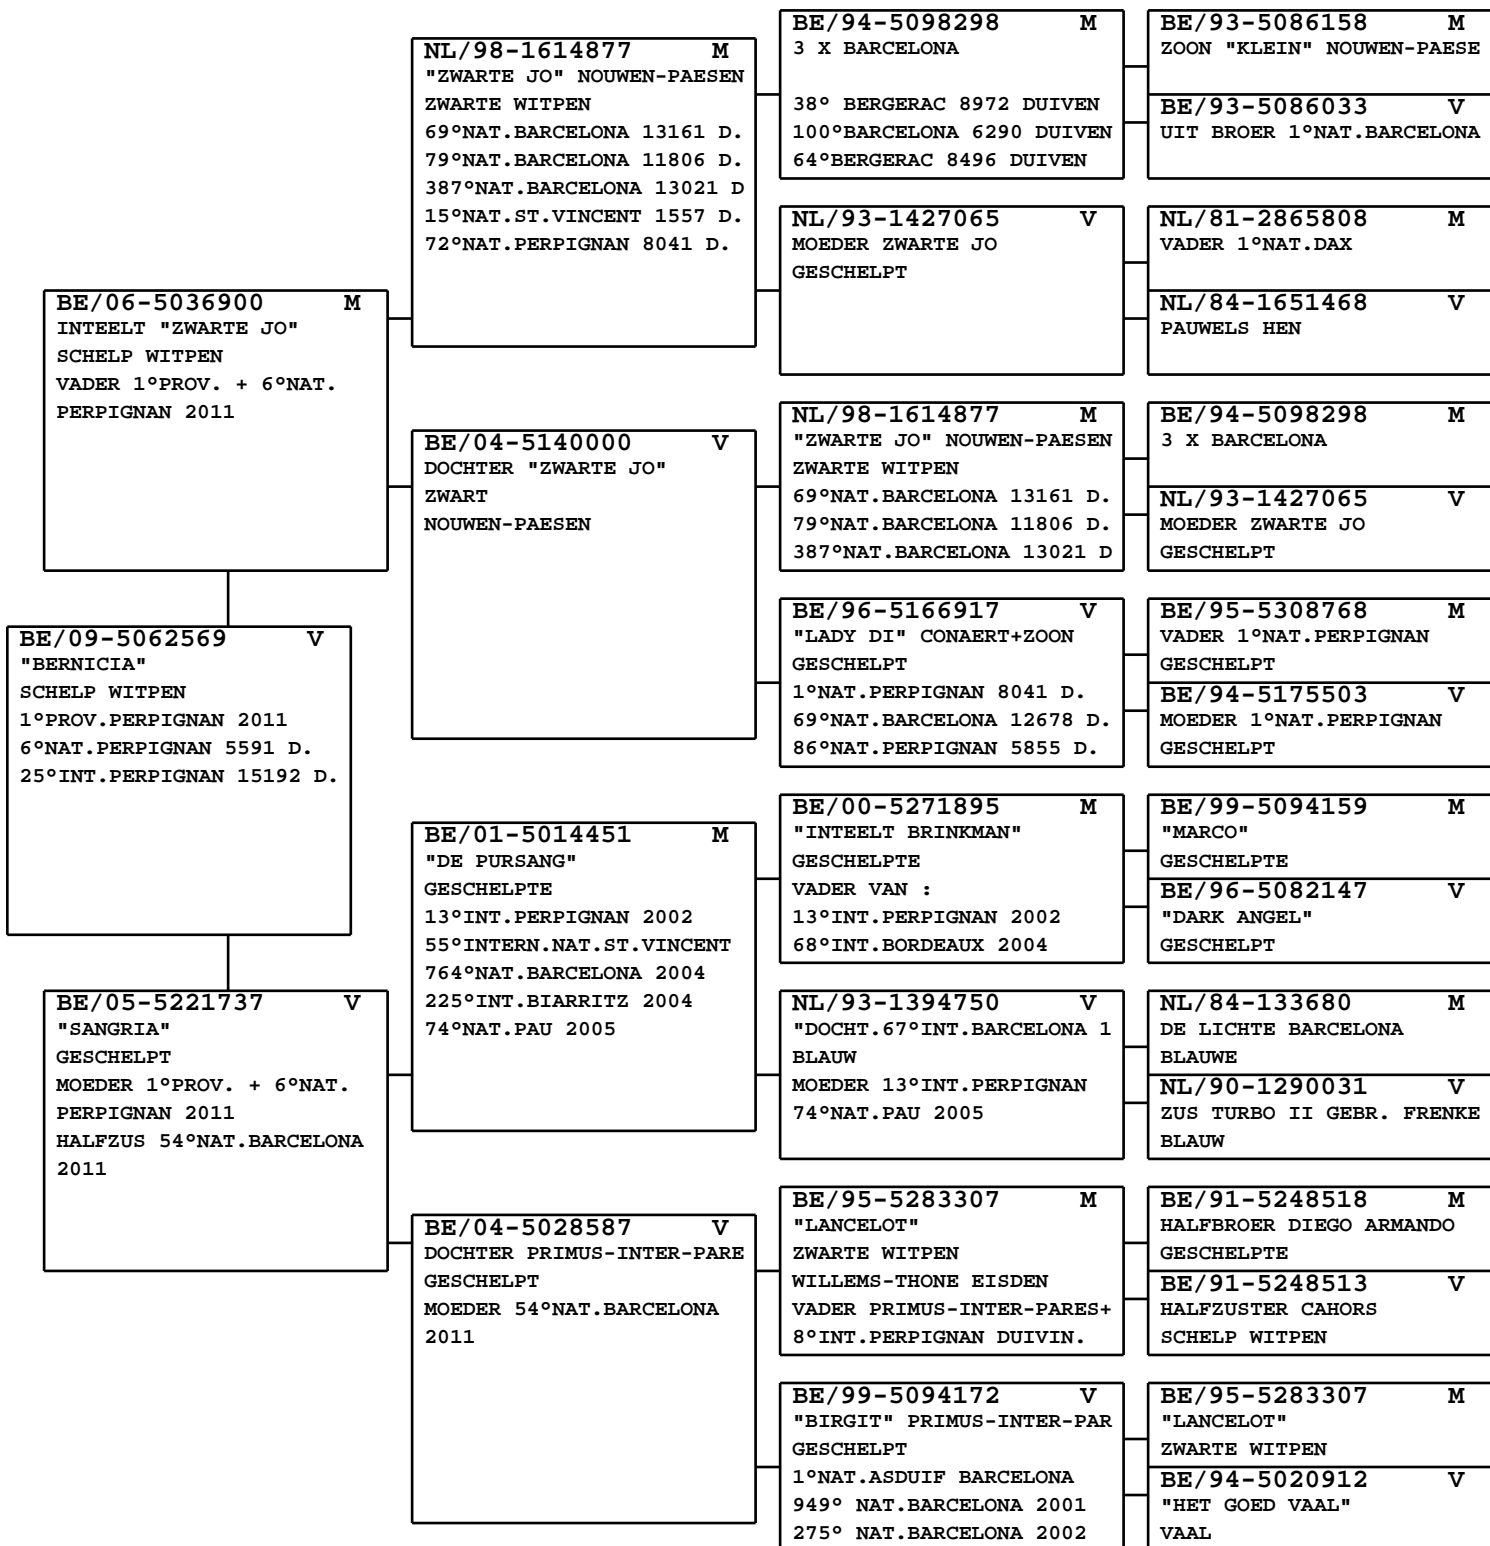 BE/09-5062569 V
"BERNICIA"
SCHELP WITPEN
1°PROV.PERPIGNAN 2011
6°NAT.PERPIGNAN 5591 D.
25°INT.PERPIGNAN 15192 D.
BE/06-5036900 M
INTEELT "ZWARTE JO"
SCHELP WITPEN
VADER 1°PROV. + 6°NAT.
PERPIGNAN 2011
BE/05-5221737 V
"SANGRIA"
GESCHELPT
MOEDER 1°PROV. + 6°NAT.
PERPIGNAN 2011
HALFZUS 54°NAT.BARCELONA
2011
NL/98-1614877 M
"ZWARTE JO" NOUWEN-PAESEN
ZWARTE WITPEN
69°NAT.BARCELONA 13161 D.
79°NAT.BARCELONA 11806 D.
387°NAT.BARCELONA 13021 D
15°NAT.ST.VINCENT 1557 D.
72°NAT.PERPIGNAN 8041 D.
BE/04-5140000 V
DOCHTER "ZWARTE JO"
ZWART
NOUWEN-PAESEN
BE/01-5014451 M
"DE PURSANG"
GESCHELPTE
13°INT.PERPIGNAN 2002
55°INTERN.NAT.ST.VINCENT
764°NAT.BARCELONA 2004
225°INT.BIARRITZ 2004
74°NAT.PAU 2005
BE/04-5028587 V
DOCHTER PRIMUS-INTER-PARE
GESCHELPT
MOEDER 54°NAT.BARCELONA
2011
BE/94-5098298 M
3 X BARCELONA
38° BERGERAC 8972 DUIVEN
100°BARCELONA 6290 DUIVEN
64°BERGERAC 8496 DUIVEN
NL/93-1427065 V
MOEDER ZWARTE JO
GESCHELPT
NL/98-1614877 M
"ZWARTE JO" NOUWEN-PAESEN
ZWARTE WITPEN
69°NAT.BARCELONA 13161 D.
79°NAT.BARCELONA 11806 D.
387°NAT.BARCELONA 13021 D
BE/96-5166917 V
"LADY DI" CONAERT+ZOON
GESCHELPT
1°NAT.PERPIGNAN 8041 D.
69°NAT.BARCELONA 12678 D.
86°NAT.PERPIGNAN 5855 D.
BE/00-5271895 M
"INTEELT BRINKMAN"
GESCHELPTE
VADER VAN :
13°INT.PERPIGNAN 2002
68°INT.BORDEAUX 2004
NL/93-1394750 V
"DOCHT.67°INT.BARCELONA 1
BLAUW
MOEDER 13°INT.PERPIGNAN
74°NAT.PAU 2005
BE/95-5283307 M
"LANCELOT"
ZWARTE WITPEN
WILLEMS-THONE EISDEN
VADER PRIMUS-INTER-PARES+
8°INT.PERPIGNAN DUIVIN.
BE/99-5094172 V
"BIRGIT" PRIMUS-INTER-PAR
GESCHELPT
1°NAT.ASDUIF BARCELONA
949° NAT.BARCELONA 2001
275° NAT.BARCELONA 2002
BE/93-5086158 M
ZOON "KLEIN" NOUWEN-PAESE
BE/93-5086033 V
UIT BROER 1°NAT.BARCELONA
NL/81-2865808 M
VADER 1°NAT.DAX
NL/84-1651468 V
PAUWELS HEN
BE/94-5098298 M
3 X BARCELONA
NL/93-1427065 V
MOEDER ZWARTE JO
GESCHELPT
BE/95-5308768 M
VADER 1°NAT.PERPIGNAN
GESCHELPT
BE/94-5175503 V
MOEDER 1°NAT.PERPIGNAN
GESCHELPT
BE/99-5094159 M
"MARCO"
GESCHELPTE
BE/96-5082147 V
"DARK ANGEL"
GESCHELPT
NL/84-133680 M
DE LICHTE BARCELONA
BLAUWE
NL/90-1290031 V
ZUS TURBO II GEBR. FRENKE
BLAUW
BE/91-5248518 M
HALFBROER DIEGO ARMANDO
GESCHELPTE
BE/91-5248513 V
HALFZUSTER CAHORS
SCHELP WITPEN
BE/95-5283307 M
"LANCELOT"
ZWARTE WITPEN
BE/94-5020912 V
"HET GOED VAAL"
VAAL